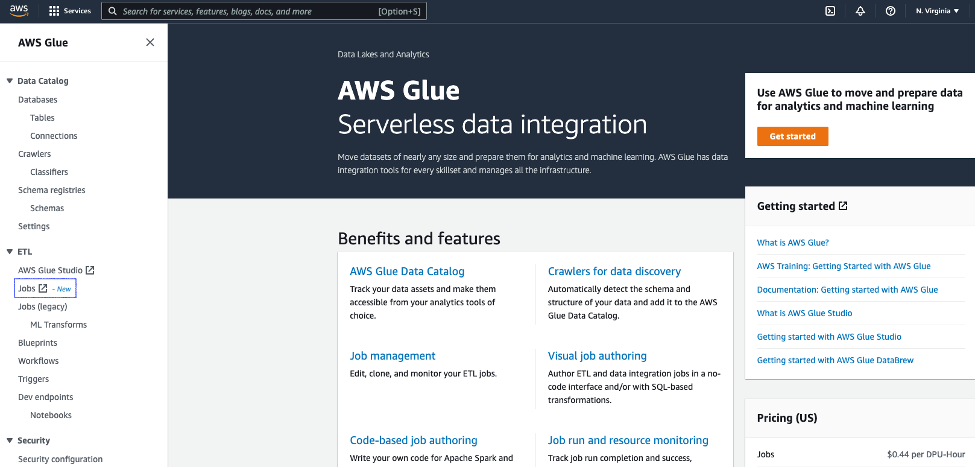 aws
Services
Search for services, features, blogs, docs, and more
[Option+S]
N. Virginia
AWS Glue
Data Catalog
Databases
Tables
Connections
Crawlers
Classifiers
Schema registries
Schemas
Settings
ETL
AWS Glue Studio
Jobs - New
Jobs (legacy)
ML Transforms
Blueprints
Workflows
Triggers
Dev endpoints
Notebooks
Security
Security configuration
Data Lakes and Analytics
AWS Glue
Serverless data integration
Move datasets of nearly any size and prepare them for analytics and machine learning. AWS Glue has data
integration tools for every skillset and manages all the infrastructure.
Use AWS Glue to move and prepare data
for analytics and machine learning
Get started
Benefits and features
AWS Glue Data Catalog
Track your data assets and make them
accessible from your analytics tools of
choice.
Crawlers for data discovery
Automatically detect the schema and
structure of your data and add it to the AWS
Glue Data Catalog.
Job management
Edit, clone, and monitor your ETL jobs.
Visual job authoring
Author ETL and data integration jobs in a no-
code interface and/or with SQL-based
transformations.
Code-based job authoring
Write your own code for Apache Spark and
Job run and resource monitoring
Track job run completion and success,
Getting started
What is AWS Glue?
AWS Training: Getting Started with AWS Glue
Documentation: Getting started with AWS Glue
What is AWS Glue Studio
Getting started with AWS Glue Studio
Getting started with AWS Glue DataBrew
Pricing (US)
Jobs
$0.44 per DPU-Hour